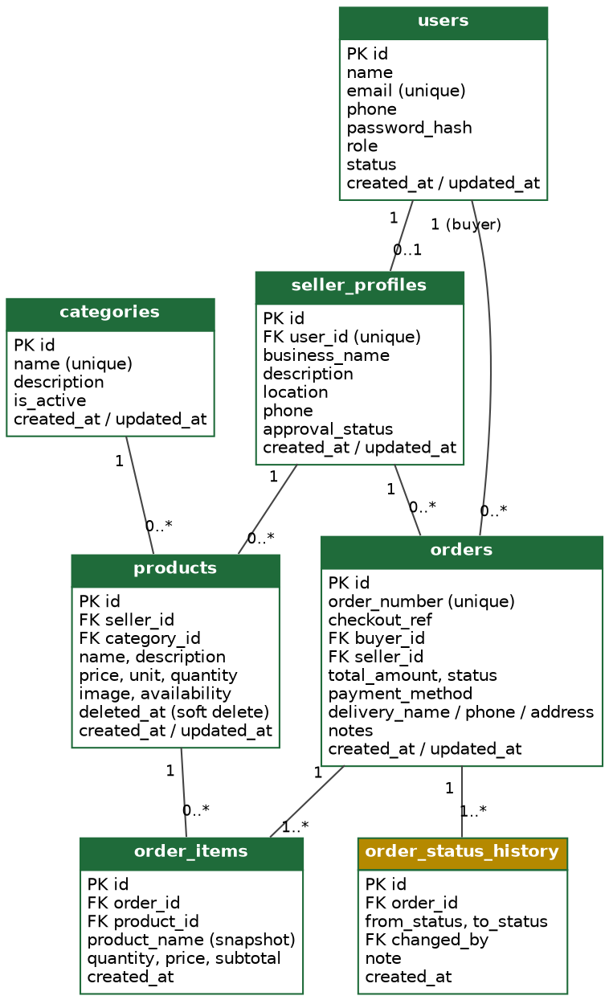 users
PK id
name
email (unique)
phone
password_hash
role
status
created_at / updated_at
1
1 (buyer)
0..1
seller_profiles
PK id
FK user_id (unique)
business_name
description
location
phone
approval_status
created_at / updated_at
categories
PK id
name (unique)
description
is_active
created_at / updated_at
1
1
1
0..*
0..*
0..*
0..*
products
PK id
FK seller_id
FK category_id
name, description
price, unit, quantity
image, availability
deleted_at (soft delete)
created_at / updated_at
orders
PK id
order_number (unique)
checkout_ref
FK buyer_id
FK seller_id
total_amount, status
payment_method
delivery_name / phone / address
notes
created_at / updated_at
1
1
1
0..*
1..*
1..*
order_items
PK id
FK order_id
FK product_id
product_name (snapshot)
quantity, price, subtotal
created_at
order_status_history
PK id
FK order_id
from_status, to_status
FK changed_by
note
created_at